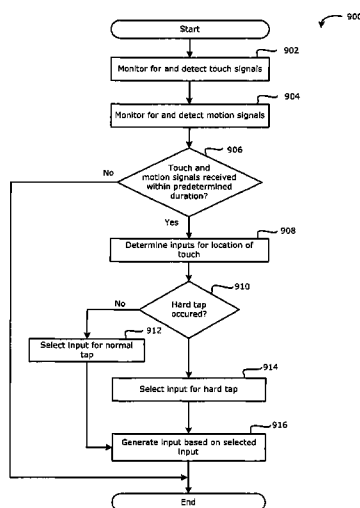 900
Start
902
Monitor for and detect touch signals
904
Monitor for and detect motion signals
906
Touch and
motion signals received
within predetermined
duration?
No
Yes
908
Determine inputs for location of
touch
910
Hard tap
occured?
No
912
Select input for normal
tap
914
Select input for hard tap
916
Generate input based on selected
input
End